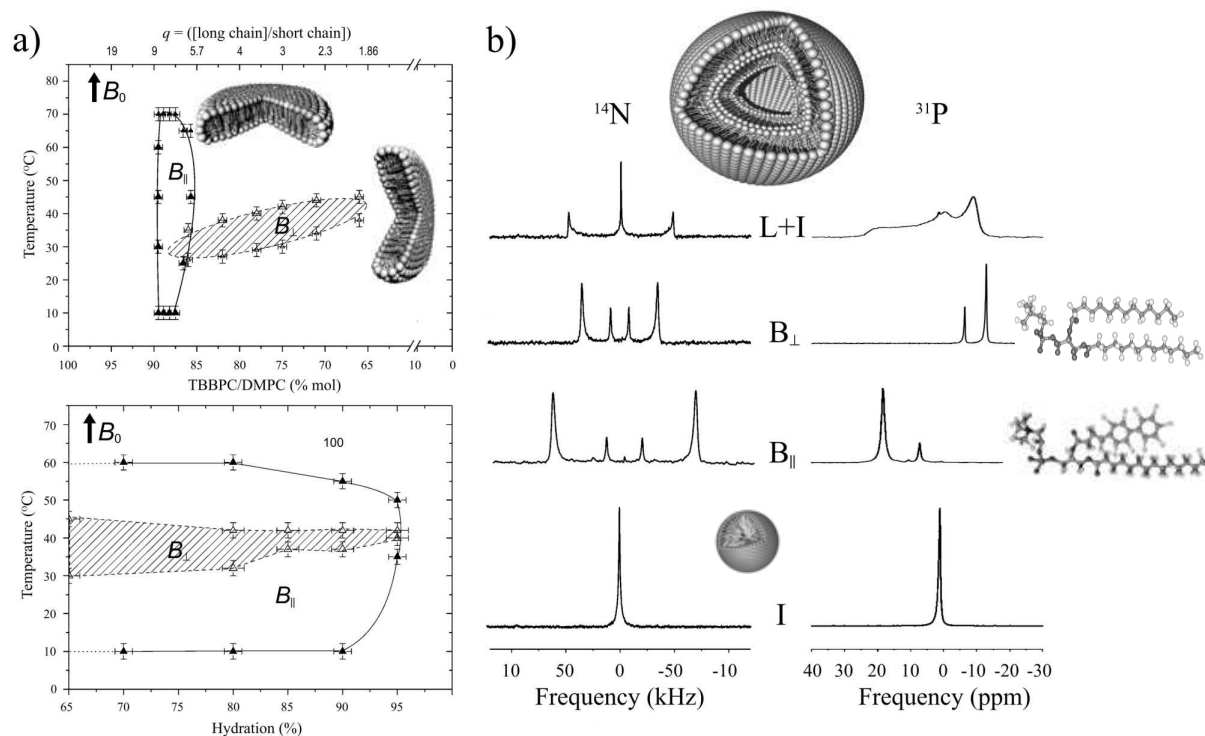 a)
q = ([long chain]/short chain])
19 9 5.7 4 3 2.3 1.86
B₀
80
70
60
50
40
30
20
10
0
Temperature (°C)
B∥
B⊥
100 95 90 85 80 75 70 65 10 0
TBBPC/DMPC (% mol)
B₀
100
70
60
50
40
30
20
10
0
Temperature (°C)
B⊥
B∥
65 70 75 80 85 90 95
Hydration (%)
b)
¹⁴N ³¹P
L+I
B⊥
B∥
I
12 50 0 -50 -12
Frequency (kHz)
40 30 20 10 0 -10 -20 -30
Frequency (ppm)